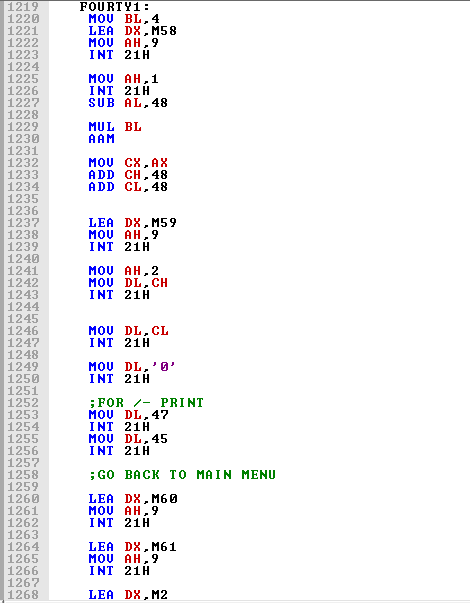 1219 FOURTY1:
1220 MOV BL,4
1221 LEA DX,M58
1222 MOV AH,9
1223 INT 21H
1224
1225 MOV AH,1
1226 INT 21H
1227 SUB AL,48
1228
1229 MUL BL
1230 AAM
1231
1232 MOV CX,AX
1233 ADD CH,48
1234 ADD CL,48
1235
1236
1237 LEA DX,M59
1238 MOV AH,9
1239 INT 21H
1240
1241 MOV AH,2
1242 MOV DL,CH
1243 INT 21H
1244
1245
1246 MOV DL,CL
1247 INT 21H
1248
1249 MOV DL,'0'
1250 INT 21H
1251
1252 ;FOR /- PRINT
1253 MOV DL,47
1254 INT 21H
1255 MOV DL,45
1256 INT 21H
1257
1258 ;GO BACK TO MAIN MENU
1259
1260 LEA DX,M60
1261 MOV AH,9
1262 INT 21H
1263
1264 LEA DX,M61
1265 MOV AH,9
1266 INT 21H
1267
1268 LEA DX,M2